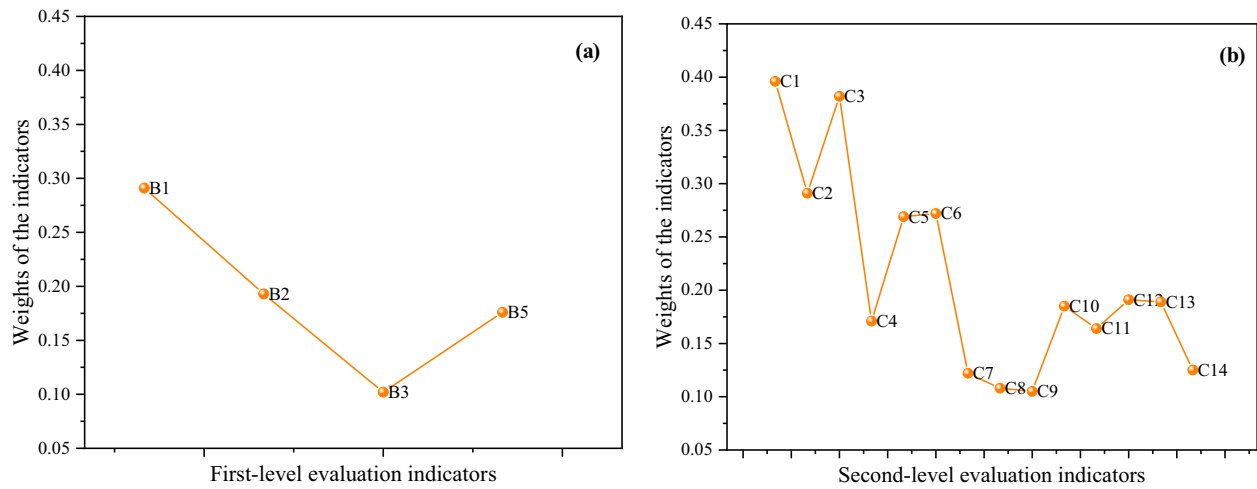 (a)
Weights of the indicators
0.45
0.40
0.35
0.30
0.25
0.20
0.15
0.10
0.05
B1
B2
B3
B5
First-level evaluation indicators
(b)
Weights of the indicators
0.45
0.40
0.35
0.30
0.25
0.20
0.15
0.10
0.05
C1
C2
C3
C4
C5
C6
C7
C8
C9
C10
C11
C12
C13
C14
Second-level evaluation indicators